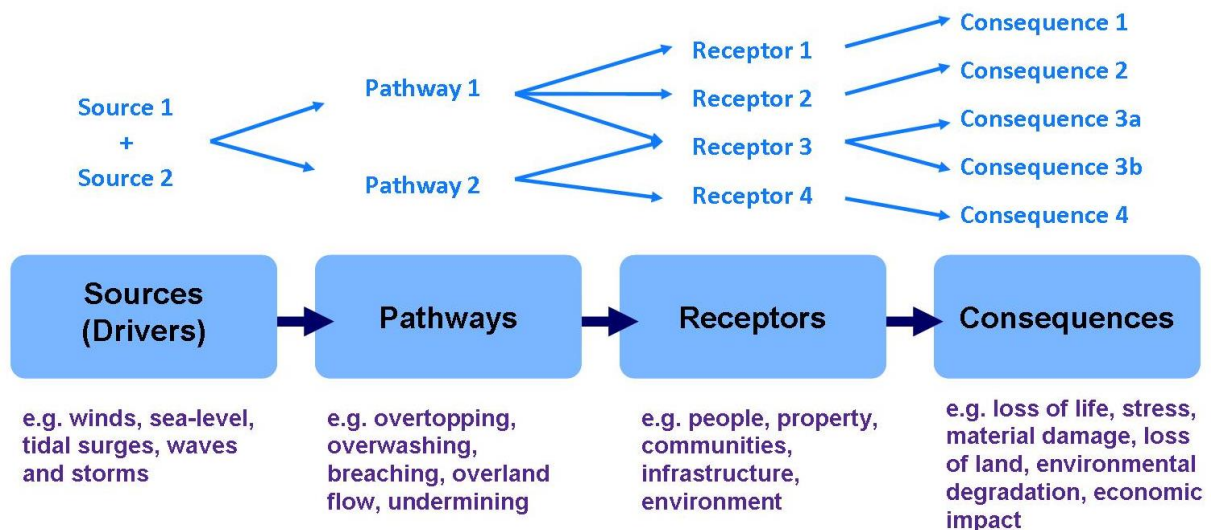 Source 1
+
Source 2
Pathway 1
Pathway 2
Receptor 1
Receptor 2
Receptor 3
Receptor 4
Consequence 1
Consequence 2
Consequence 3a
Consequence 3b
Consequence 4
Sources
(Drivers)
Pathways
Receptors
Consequences
e.g. winds, sea-level,
tidal surges, waves
and storms
e.g. overtopping,
overwashing,
breaching, overland
flow, undermining
e.g. people, property,
communities,
infrastructure,
environment
e.g. loss of life, stress,
material damage, loss
of land, environmental
degradation, economic
impact